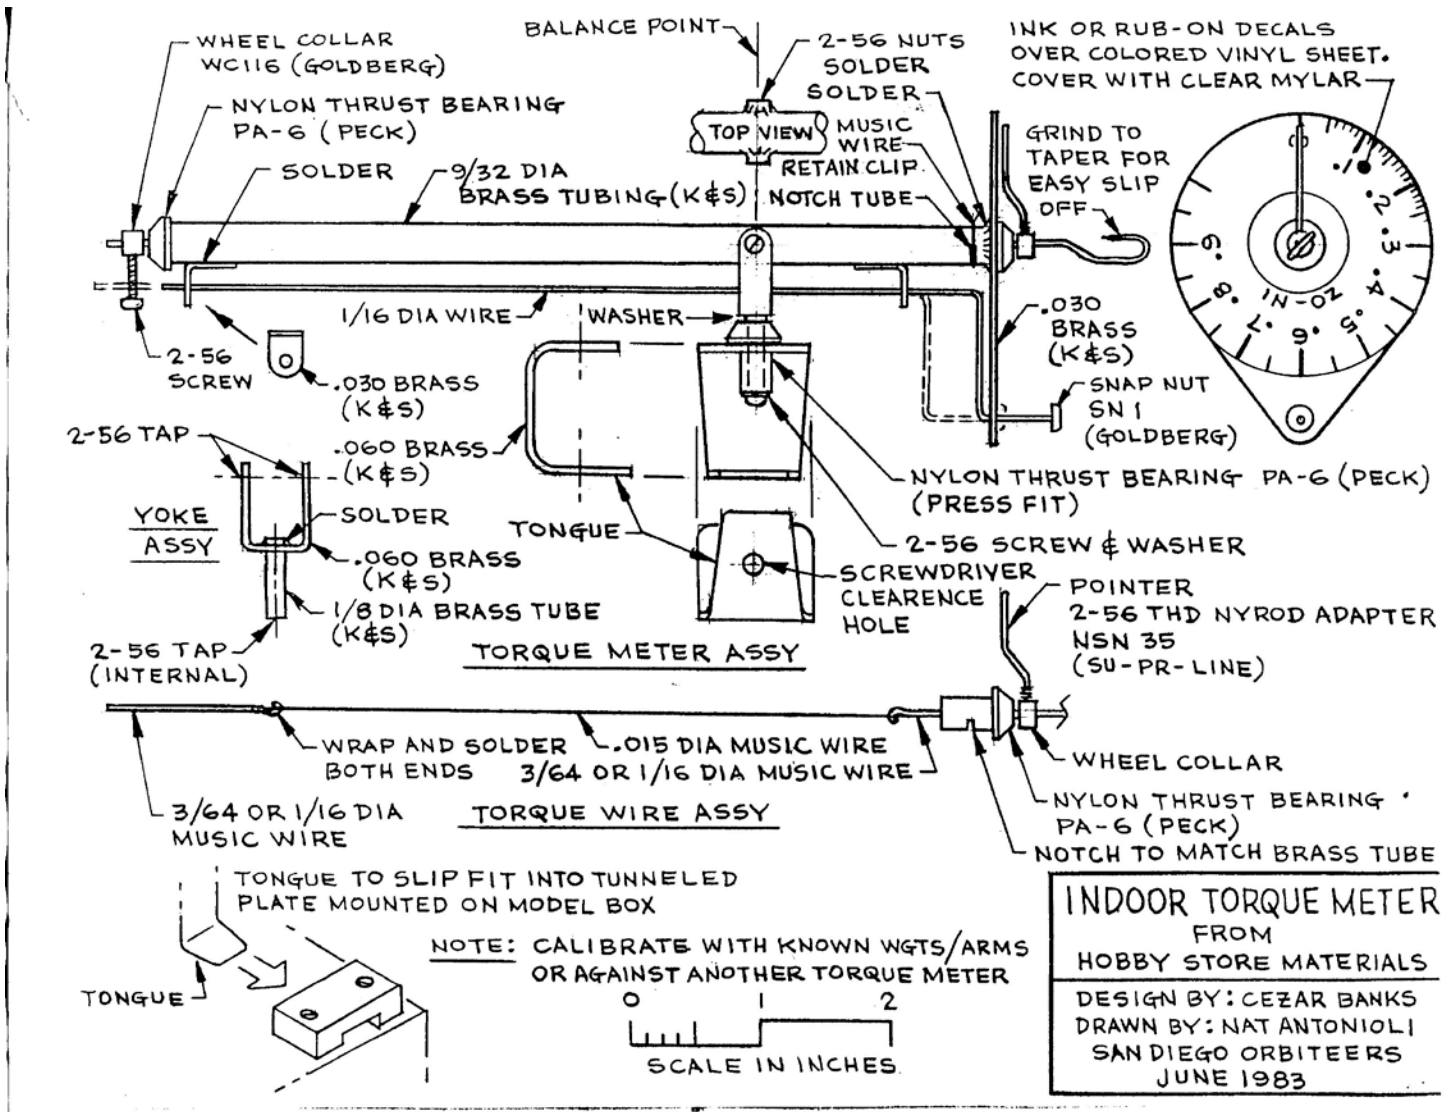 BALANCE POINT
WHEEL COLLAR
WC116 (GOLDBERG)
NYLON THRUST BEARING
PA-6 (PECK)
SOLDER
9/32 DIA
BRASS TUBING (K&S)
2-56 NUTS
SOLDER
SOLDER
TOP VIEW
MUSIC
WIRE
RETAIN CLIP
NOTCH TUBE
INK OR RUB-ON DECALS
OVER COLORED VINYL SHEET.
COVER WITH CLEAR MYLAR
GRIND TO
TAPER FOR
EASY SLIP
OFF
.1
.2
.3
.4
.5
.6
.7
.8
.9
IN-OZ
2-56
SCREW
1/16 DIA WIRE
WASHER
.030 BRASS
(K&S)
.030
BRASS
(K&S)
SNAP NUT
SN 1
(GOLDBERG)
2-56 TAP
.060 BRASS
(K&S)
YOKE
ASSY
SOLDER
.060 BRASS
(K&S)
1/8 DIA BRASS TUBE
(K&S)
2-56 TAP
(INTERNAL)
TONGUE
NYLON THRUST BEARING PA-6 (PECK)
(PRESS FIT)
2-56 SCREW & WASHER
SCREWDRIVER
CLEARENCE
HOLE
TORQUE METER ASSY
POINTER
2-56 THD NYROD ADAPTER
NSN 35
(SU-PR-LINE)
WRAP AND SOLDER
BOTH ENDS
.015 DIA MUSIC WIRE
3/64 OR 1/16 DIA MUSIC WIRE
WHEEL COLLAR
3/64 OR 1/16 DIA
MUSIC WIRE
TORQUE WIRE ASSY
NYLON THRUST BEARING
PA-6 (PECK)
NOTCH TO MATCH BRASS TUBE
TONGUE TO SLIP FIT INTO TUNNELED
PLATE MOUNTED ON MODEL BOX
TONGUE
NOTE: CALIBRATE WITH KNOWN WGTS/ARMS
OR AGAINST ANOTHER TORQUE METER
0 1 2
SCALE IN INCHES
INDOOR TORQUE METER
FROM
HOBBY STORE MATERIALS
DESIGN BY: CEZAR BANKS
DRAWN BY: NAT ANTONIOLI
SAN DIEGO ORBITEERS
JUNE 1983